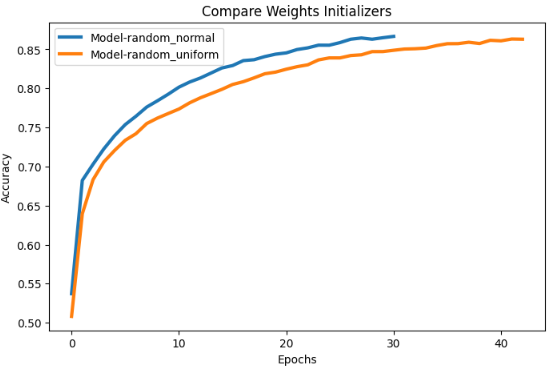 Compare Weights Initializers
Model-random_normal
Model-random_uniform
Accuracy
0.85
0.80
0.75
0.70
0.65
0.60
0.55
0.50
0
10
20
30
40
Epochs